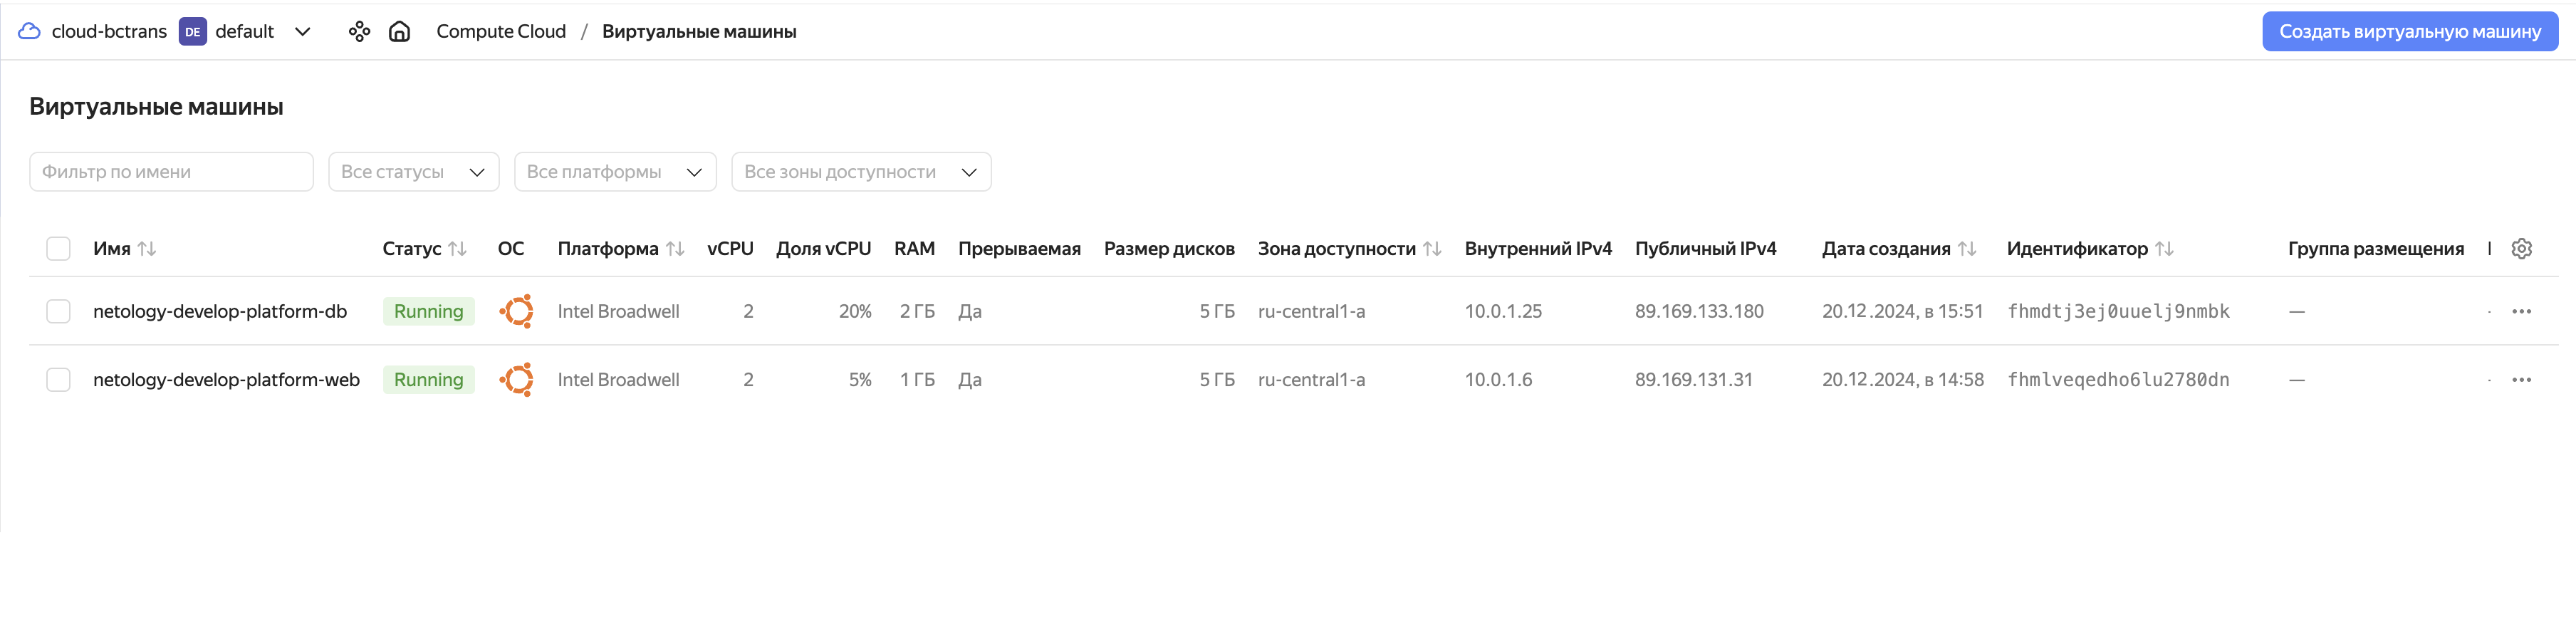 cloud-bctrans DE default Compute Cloud / Виртуальные машины Создать виртуальную машину
Виртуальные машины
Фильтр по имени Все статусы Все платформы Все зоны доступности
Имя Статус ОС Платформа vCPU Доля vCPU RAM Прерываемая Размер дисков Зона доступности Внутренний IPv4 Публичный IPv4 Дата создания Идентификатор Группа размещения
netology-develop-platform-db Running Intel Broadwell 2 20% 2 ГБ Да 5 ГБ ru-central1-a 10.0.1.25 89.169.133.180 20.12.2024, в 15:51 fhmdtj3ej0uuelj9nmbk —
netology-develop-platform-web Running Intel Broadwell 2 5% 1 ГБ Да 5 ГБ ru-central1-a 10.0.1.6 89.169.131.31 20.12.2024, в 14:58 fhmlveqedho6lu2780dn —